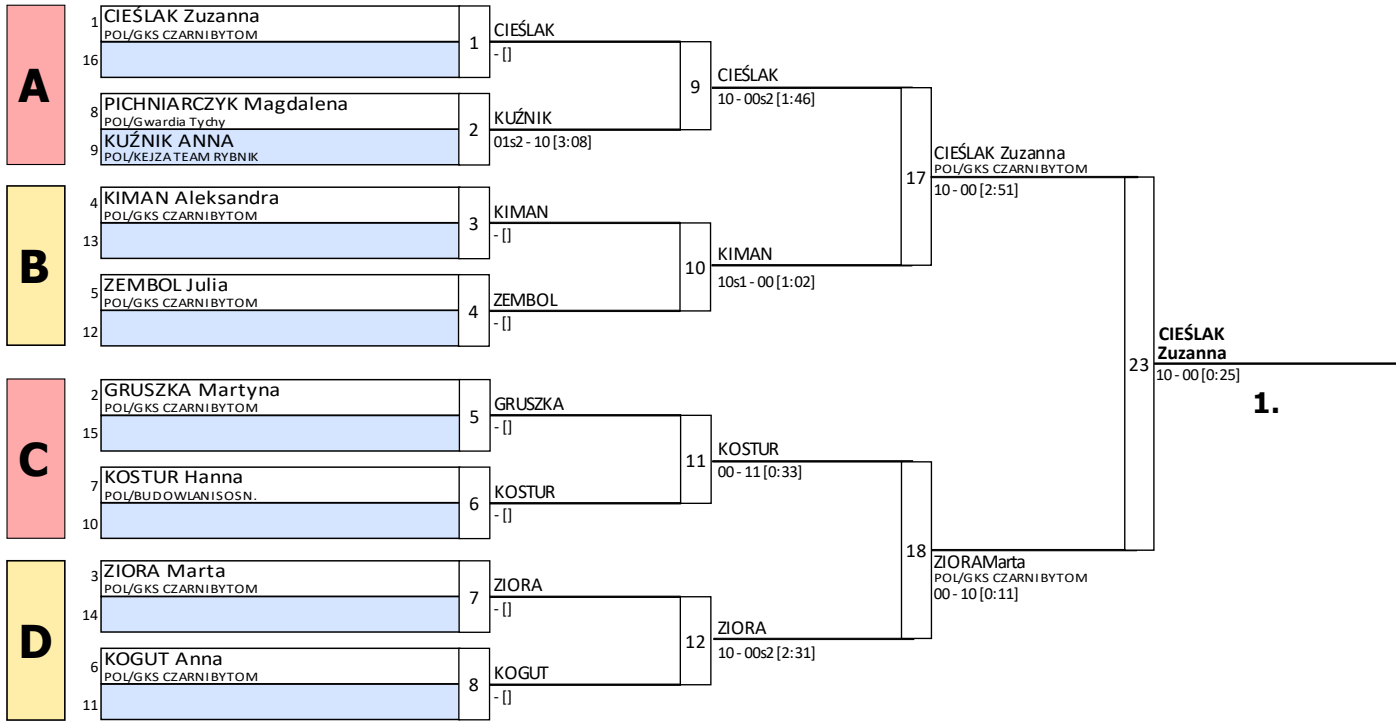 A
1 CIEŚLAK Zuzanna
POL/GKS CZARNI BYTOM
16
1
CIEŚLAK
- []
8 PICHNIARCZYK Magdalena
POL/Gwardia Tychy
9 KUŹNIK ANNA
POL/KEJZA TEAM RYBNIK
2
KUŹNIK
01s2 - 10 [3:08]
9
CIEŚLAK
10 - 00s2 [1:46]
B
4 KIMAN Aleksandra
POL/GKS CZARNI BYTOM
13
3
KIMAN
- []
5 ZEMBOL Julia
POL/GKS CZARNI BYTOM
12
4
ZEMBOL
- []
10
KIMAN
10s1 - 00 [1:02]
17
CIEŚLAK Zuzanna
POL/GKS CZARNI BYTOM
10 - 00 [2:51]
C
2 GRUSZKA Martyna
POL/GKS CZARNI BYTOM
15
5
GRUSZKA
- []
7 KOSTUR Hanna
POL/BUDOWLANI SOSN.
10
6
KOSTUR
- []
11
KOSTUR
00 - 11 [0:33]
D
3 ZIORA Marta
POL/GKS CZARNI BYTOM
14
7
ZIORA
- []
6 KOGUT Anna
POL/GKS CZARNI BYTOM
11
8
KOGUT
- []
12
ZIORA
10 - 00s2 [2:31]
18
ZIORA Marta
POL/GKS CZARNI BYTOM
00 - 10 [0:11]
23
CIEŚLAK
Zuzanna
10 - 00 [0:25]
1.